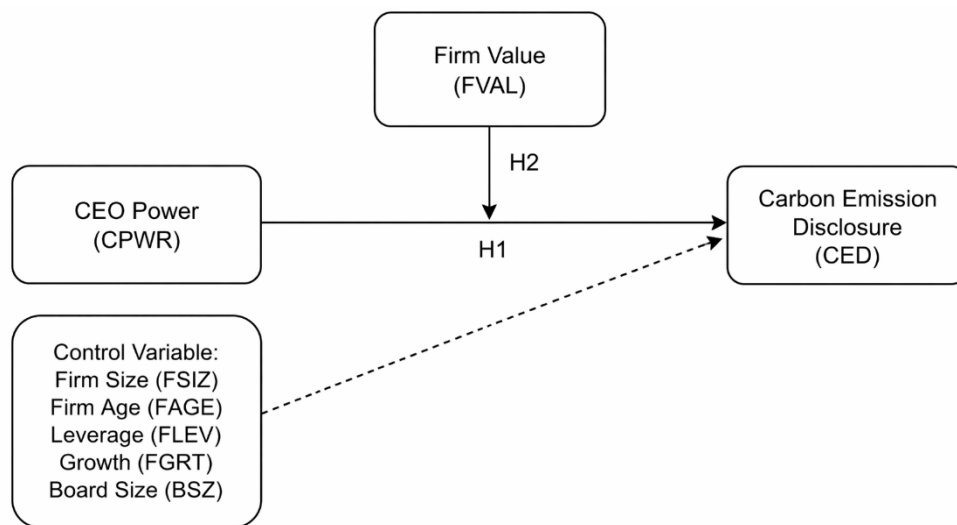 Firm Value
(FVAL)
H2
CEO Power
(CPWR)
H1
Carbon Emission
Disclosure
(CED)
Control Variable:
Firm Size (FSIZ)
Firm Age (FAGE)
Leverage (FLEV)
Growth (FGRT)
Board Size (BSZ)